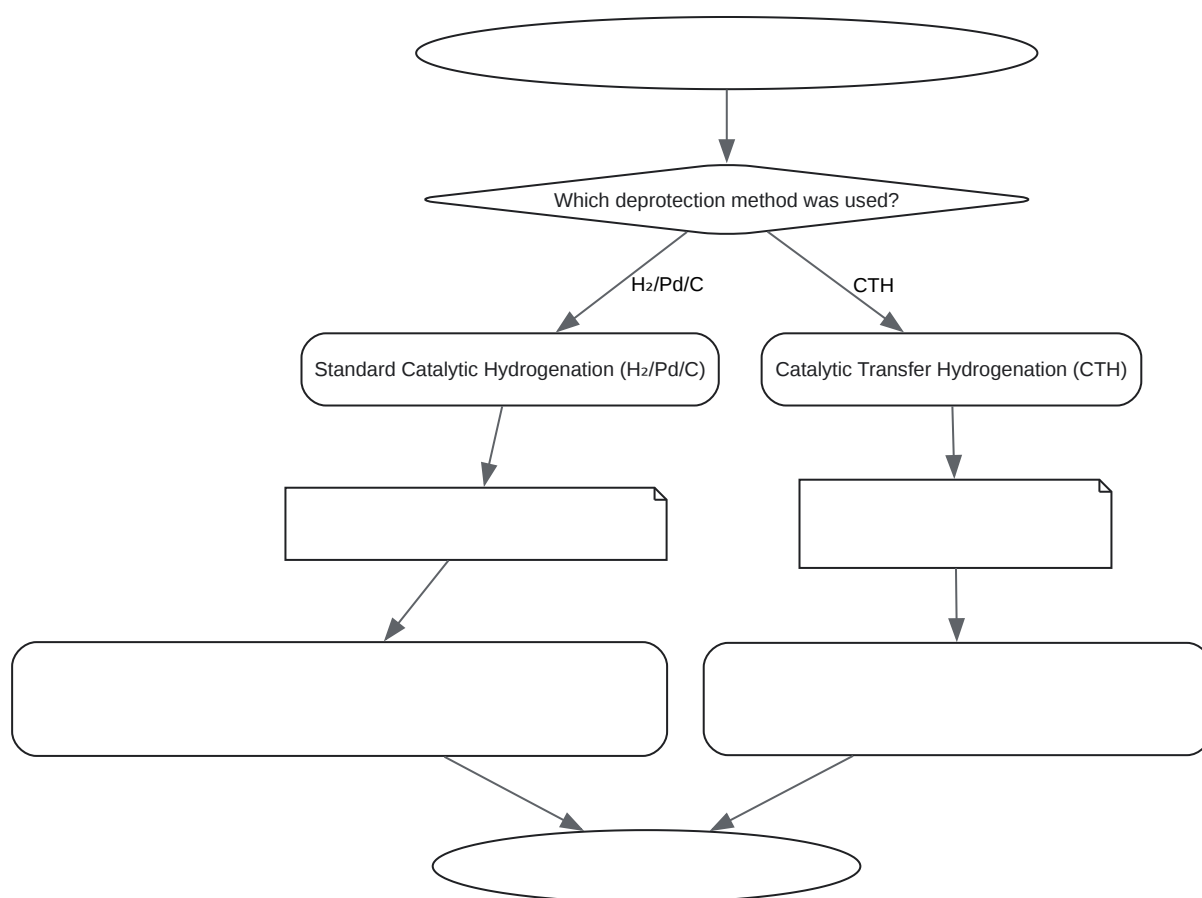 Which deprotection method was used?
H₂/Pd/C
CTH
Standard Catalytic Hydrogenation (H₂/Pd/C)
Catalytic Transfer Hydrogenation (CTH)